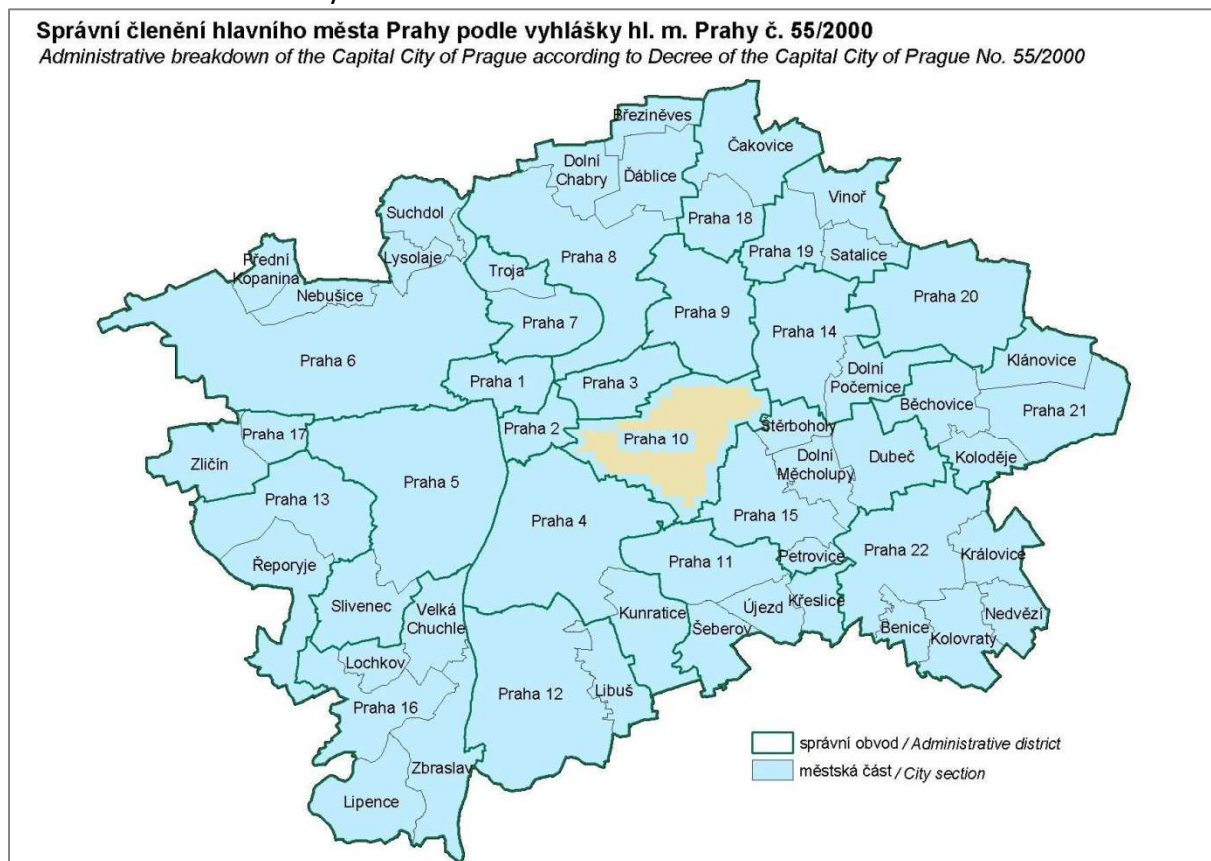 Správní členění hlavního města Prahy podle vyhlášky hl. m. Prahy č. 55/2000
Administrative breakdown of the Capital City of Prague according to Decree of the Capital City of Prague No. 55/2000
Březiněves
Čakovice
Dolní
Chabry
Ďáblice
Vinoř
Suchdol
Praha 18
Lysolaje
Praha 8
Praha 19
Satalice
Přední
Kopanina
Troja
Nebušice
Praha 20
Praha 7
Praha 9
Praha 14
Praha 6
Klánovice
Praha 1
Praha 3
Dolní
Počernice
Běchovice
Praha 21
Praha 2
Praha 10
Štěrboholy
Praha 17
Zličín
Dolní
Měcholupy
Dubeč
Koloděje
Praha 5
Praha 13
Praha 4
Praha 15
Řeporyje
Praha 11
Petrovice
Praha 22
Královice
Slivenec
Velká
Chuchle
Kunratice
Újezd
Křeslice
Nedvězí
Šeberov
Benice
Kolovraty
Lochkov
Praha 12
Libuš
Praha 16
Zbraslav
Lipence
správní obvod / Administrative district
městská část / City section